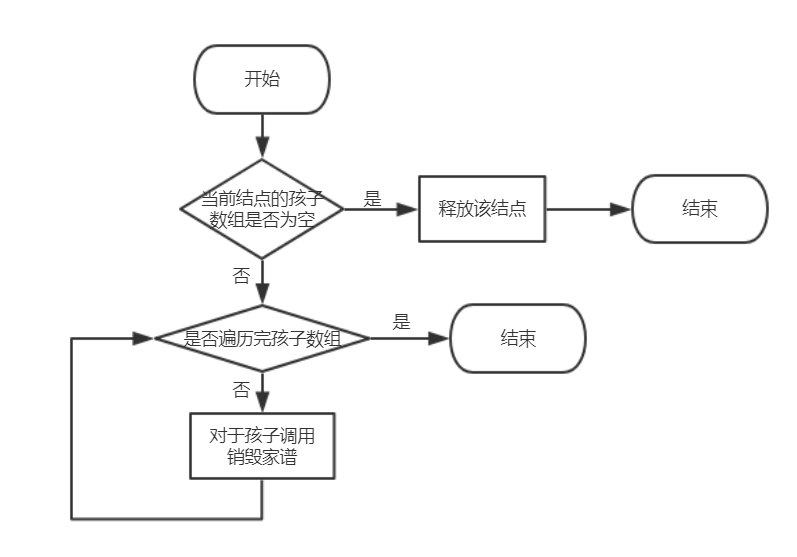 开始
当前结点的孩子
数组是否为空
是
释放该结点
结束
否
是否遍历完孩子数组
是
结束
否
对于孩子调用
销毁家谱